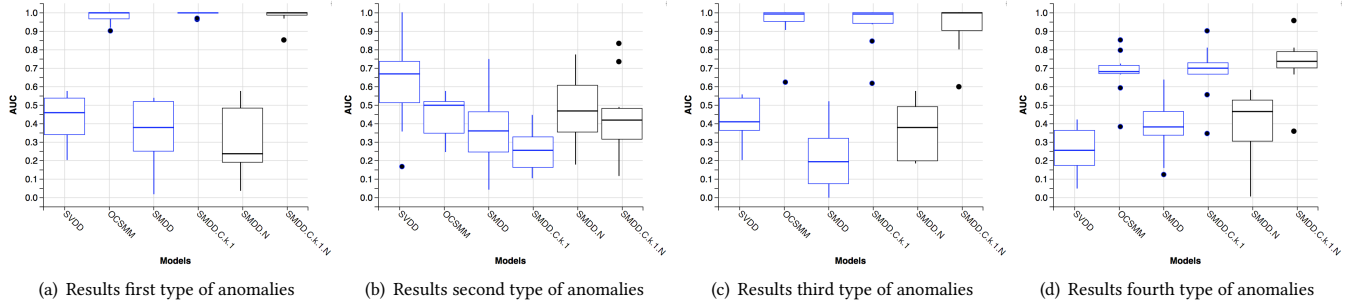 AUC
1.0
0.9
0.8
0.7
0.6
0.5
0.4
0.3
0.2
0.1
0.0
SVDD
OCSMM
SMDD
SMDD.C.k.1
SMDD.N
SMDD.C.k.1.N
Models
(a) Results first type of anomalies
AUC
1.0
0.9
0.8
0.7
0.6
0.5
0.4
0.3
0.2
0.1
0.0
SVDD
OCSMM
SMDD
SMDD.C.k.1
SMDD.N
SMDD.C.k.1.N
Models
(b) Results second type of anomalies
AUC
1.0
0.9
0.8
0.7
0.6
0.5
0.4
0.3
0.2
0.1
0.0
SVDD
OCSMM
SMDD
SMDD.C.k.1
SMDD.N
SMDD.C.k.1.N
Models
(c) Results third type of anomalies
AUC
1.0
0.9
0.8
0.7
0.6
0.5
0.4
0.3
0.2
0.1
0.0
SVDD
OCSMM
SMDD
SMDD.C.k.1
SMDD.N
SMDD.C.k.1.N
Models
(d) Results fourth type of anomalies